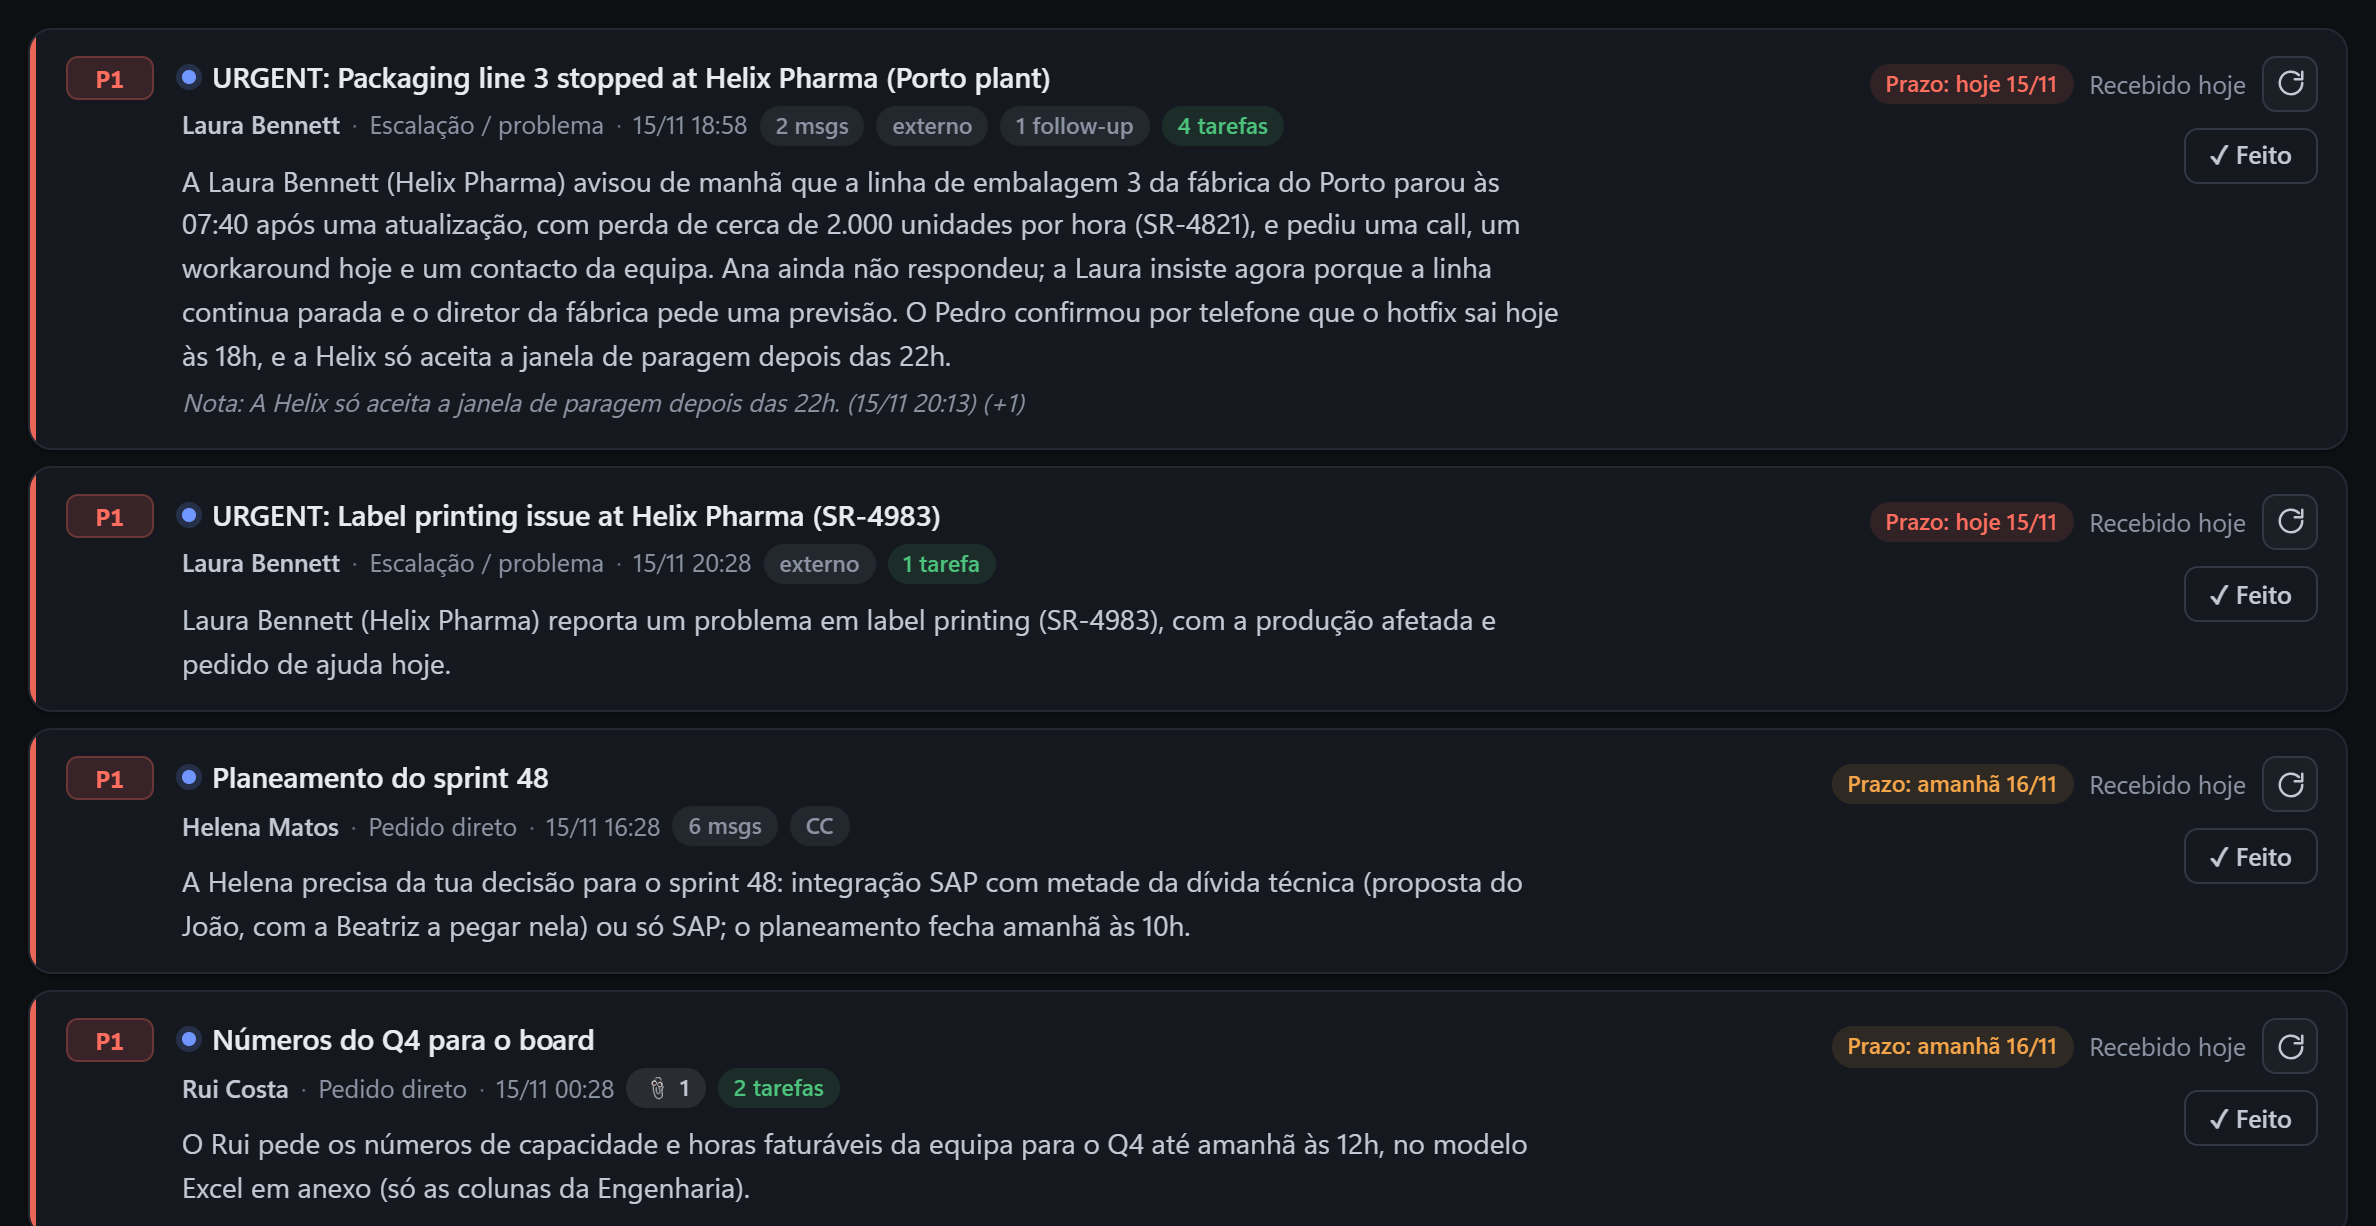 P1 URGENT: Packaging line 3 stopped at Helix Pharma (Porto plant) Prazo: hoje 15/11 Recebido hoje
Laura Bennett · Escalação / problema · 15/11 18:58 2 msgs externo 1 follow-up 4 tarefas
✓ Feito
A Laura Bennett (Helix Pharma) avisou de manhã que a linha de embalagem 3 da fábrica do Porto parou às
07:40 após uma atualização, com perda de cerca de 2.000 unidades por hora (SR-4821), e pediu uma call, um
workaround hoje e um contacto da equipa. Ana ainda não respondeu; a Laura insiste agora porque a linha
continua parada e o diretor da fábrica pede uma previsão. O Pedro confirmou por telefone que o hotfix sai hoje
às 18h, e a Helix só aceita a janela de paragem depois das 22h.
Nota: A Helix só aceita a janela de paragem depois das 22h. (15/11 20:13) (+1)
P1 URGENT: Label printing issue at Helix Pharma (SR-4983) Prazo: hoje 15/11 Recebido hoje
Laura Bennett · Escalação / problema · 15/11 20:28 externo 1 tarefa
✓ Feito
Laura Bennett (Helix Pharma) reporta um problema em label printing (SR-4983), com a produção afetada e
pedido de ajuda hoje.
P1 Planeamento do sprint 48 Prazo: amanhã 16/11 Recebido hoje
Helena Matos · Pedido direto · 15/11 16:28 6 msgs CC
✓ Feito
A Helena precisa da tua decisão para o sprint 48: integração SAP com metade da dívida técnica (proposta do
João, com a Beatriz a pegar nela) ou só SAP; o planeamento fecha amanhã às 10h.
P1 Números do Q4 para o board Prazo: amanhã 16/11 Recebido hoje
Rui Costa · Pedido direto · 15/11 00:28 1 2 tarefas
✓ Feito
O Rui pede os números de capacidade e horas faturáveis da equipa para o Q4 até amanhã às 12h, no modelo
Excel em anexo (só as colunas da Engenharia).